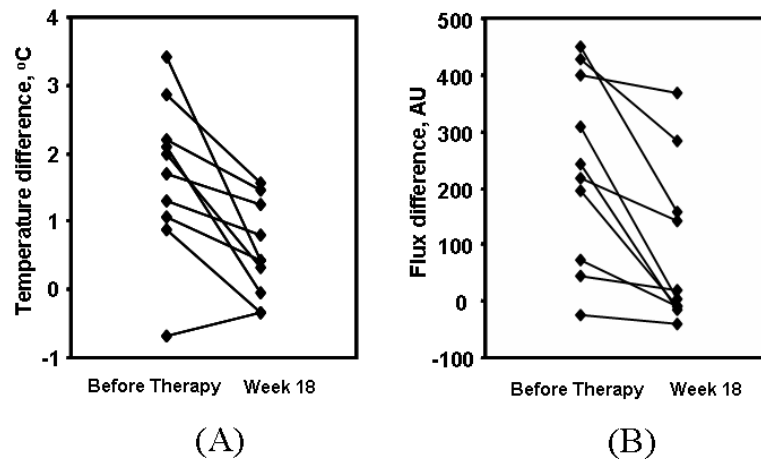 4
3
2
1
0
-1
Temperature difference, °C
Before Therapy Week 18
(A)
500
400
300
200
100
0
-100
Flux difference, AU
Before Therapy Week 18
(B)